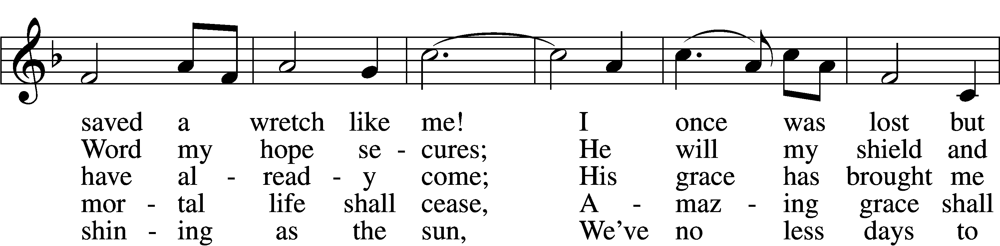 saved a wretch like me! I once was lost but
Word my hope se - cures; He will my shield and
have al - read - y come; His grace has brought me
mor - tal life shall cease, A - maz - ing grace shall
shin - ing as the sun, We've no less days to